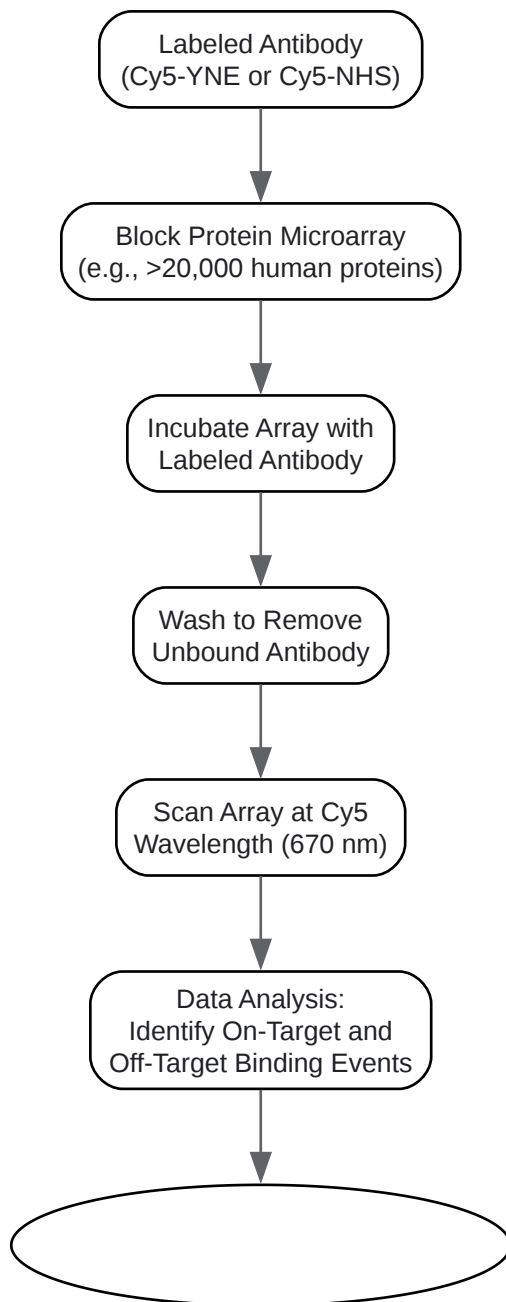 Labeled Antibody
(Cy5-YNE or Cy5-NHS)
Block Protein Microarray
(e.g., >20,000 human proteins)
Incubate Array with
Labeled Antibody
Wash to Remove
Unbound Antibody
Scan Array at Cy5
Wavelength (670 nm)
Data Analysis:
Identify On-Target and
Off-Target Binding Events